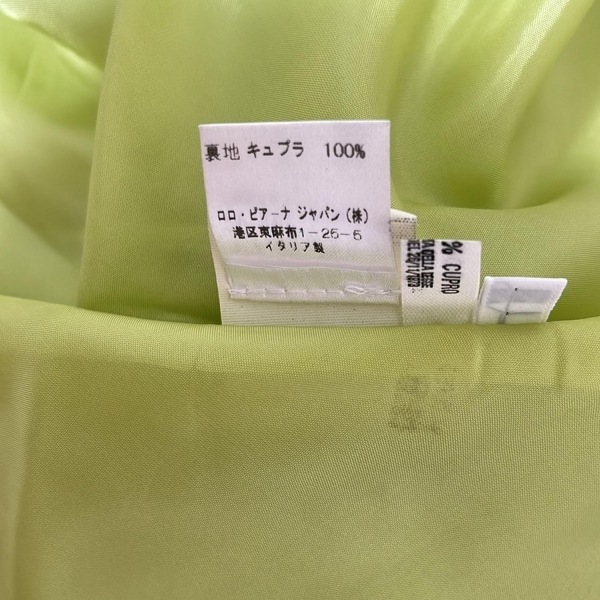 裏地 キュプラ 100%
ロロ・ピアーナ ジャパン（株）
港区東麻布1-26-6
イタリア製
% CUPRO